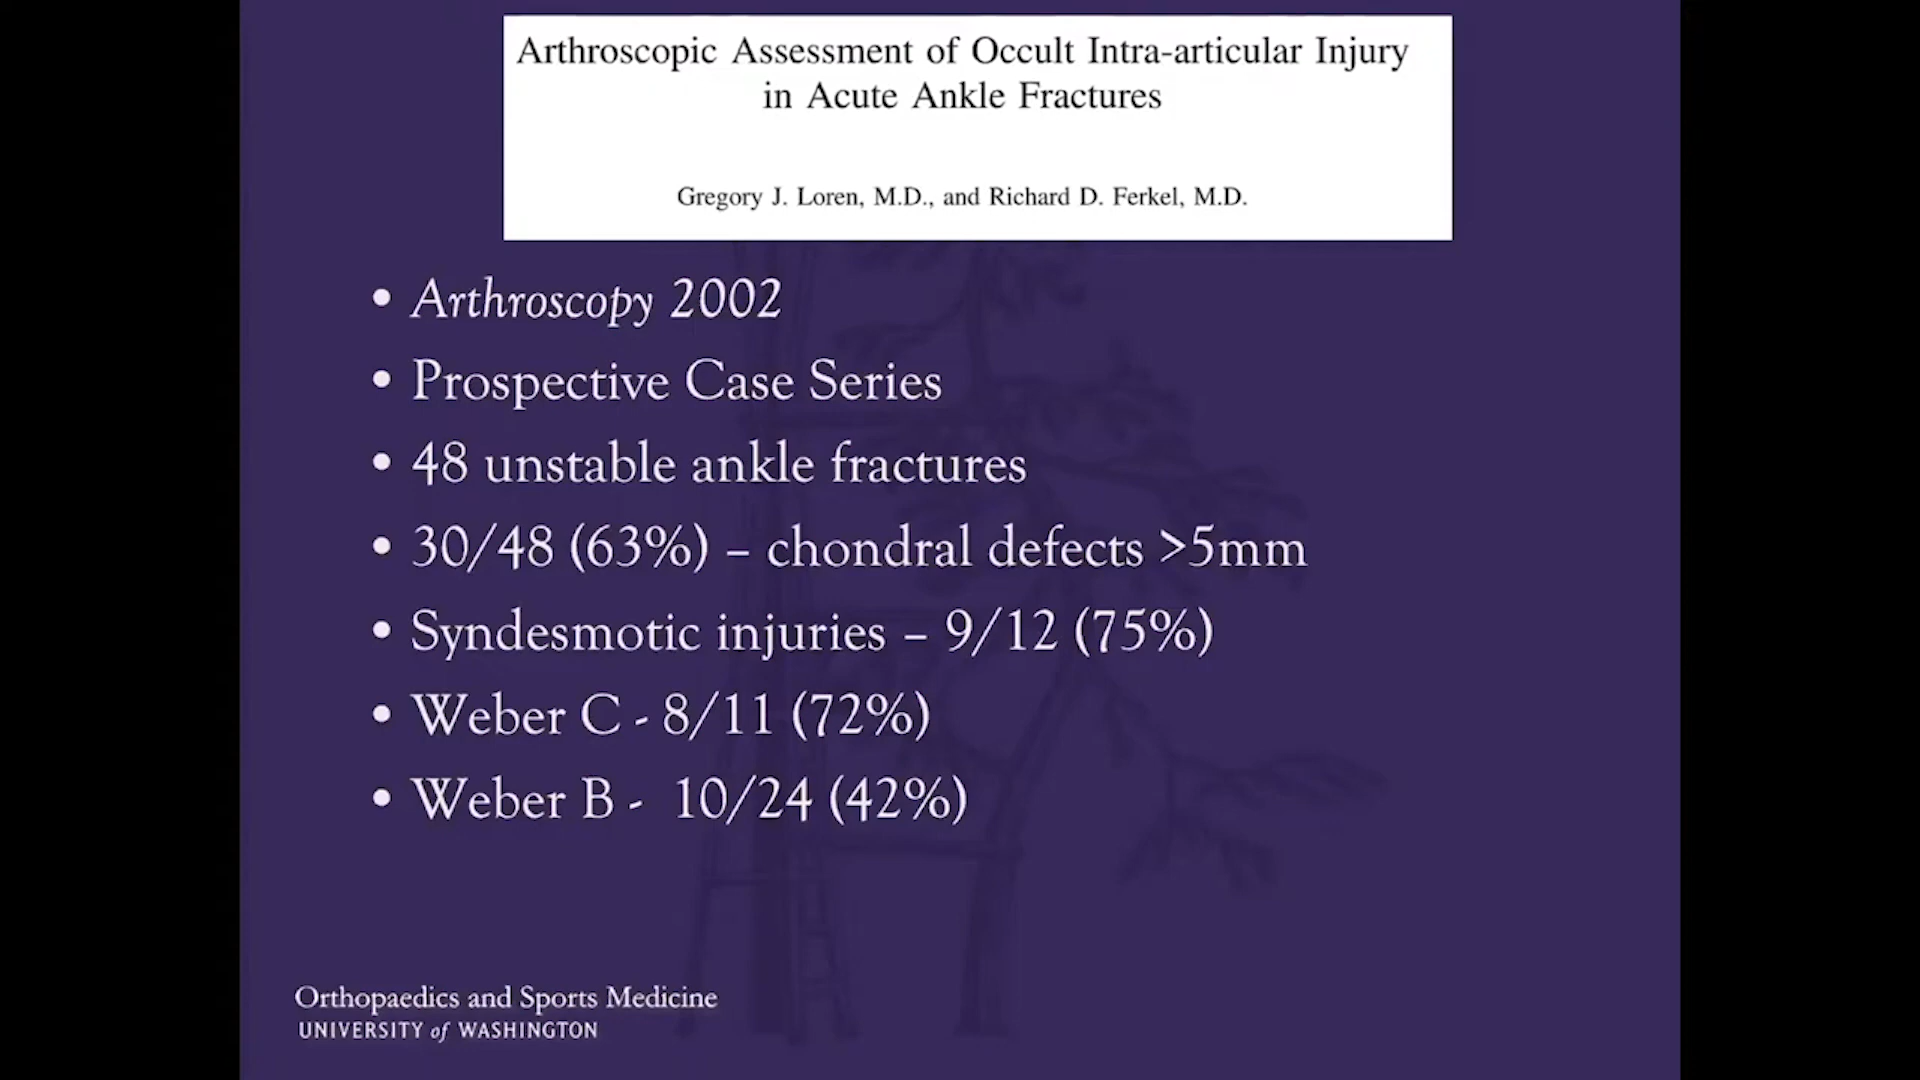 Arthroscopic Assessment of Occult Intra-articular Injury
in Acute Ankle Fractures
Gregory J. Loren, M.D., and Richard D. Ferkel, M.D.
• Arthroscopy 2002
• Prospective Case Series
• 48 unstable ankle fractures
• 30/48 (63%) – chondral defects >5mm
• Syndesmotic injuries – 9/12 (75%)
• Weber C - 8/11 (72%)
• Weber B -  10/24 (42%)
Orthopaedics and Sports Medicine
UNIVERSITY of WASHINGTON